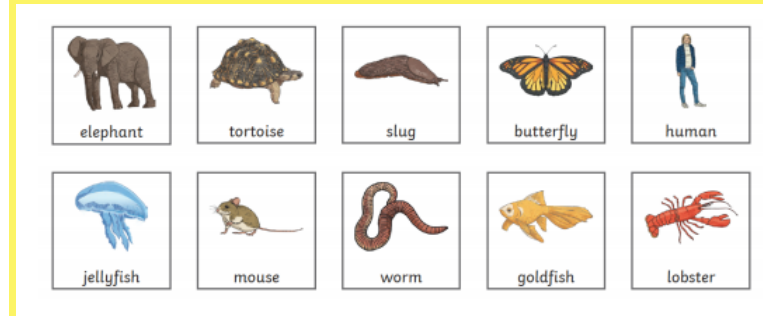 elephant
tortoise
slug
butterfly
human
jellyfish
mouse
worm
goldfish
lobster